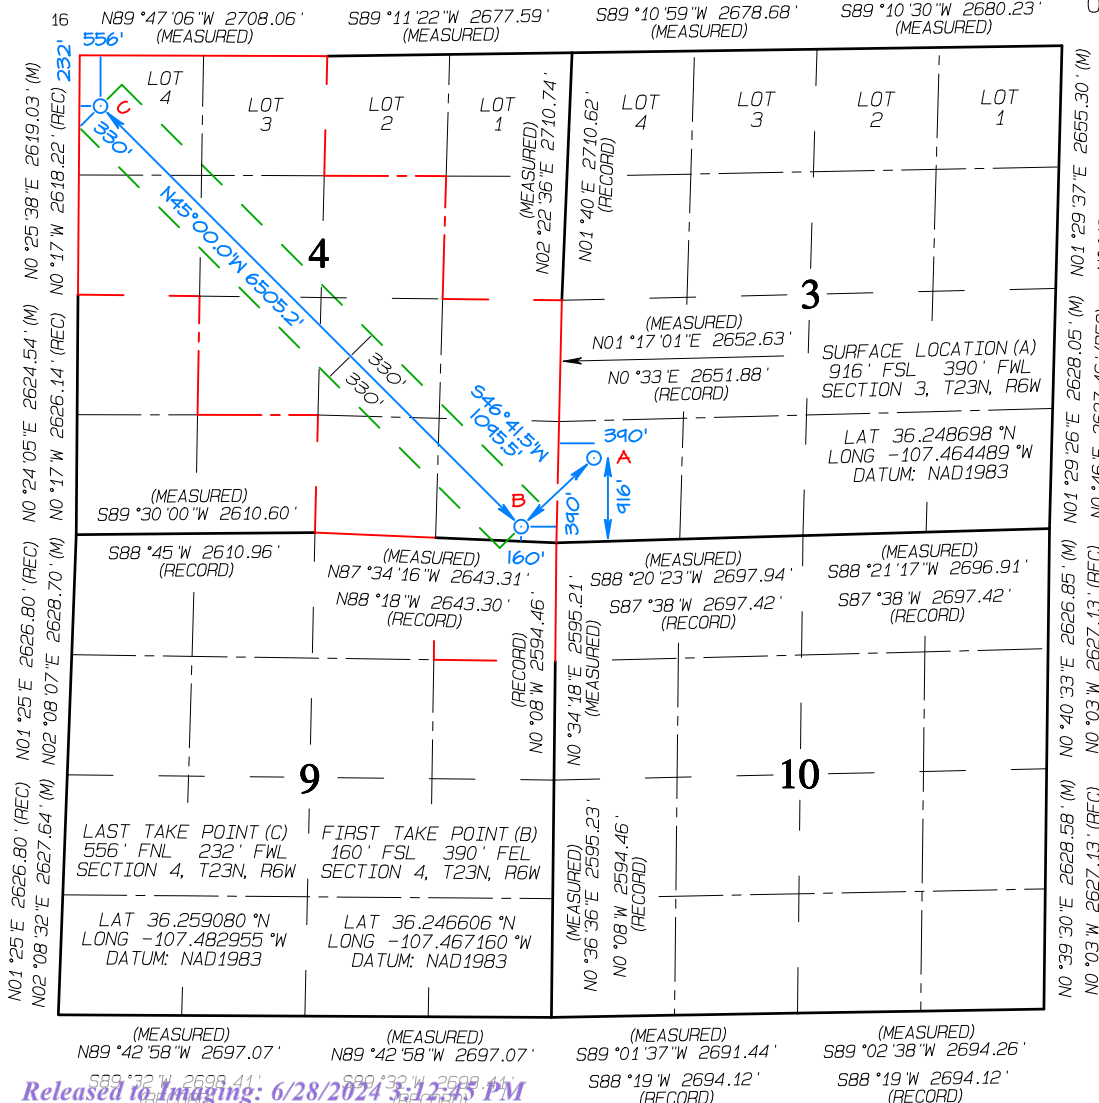 16
N89°47'06"W 2708.06'
(MEASURED)
S89°11'22"W 2677.59'
(MEASURED)
S89°10'59"W 2678.68'
(MEASURED)
S89°10'30"W 2680.23'
(MEASURED)
556'
232'
C
330'
LOT
4
LOT
3
LOT
2
LOT
1
LOT
4
LOT
3
LOT
2
LOT
1
N0°25'38"E 2619.03'(M)
N0°17'W 2618.22'(REC)
(MEASURED)
N02°22'36"E 2710.74'
N01°40'E 2710.62'
(RECORD)
N01°29'37"E 2655.30'(M)
N45°00.0'W 6505.2'
4
3
(MEASURED)
N01°17'01"E 2652.63'
N0°33'E 2651.88'
(RECORD)
SURFACE LOCATION (A)
916' FSL 390' FWL
SECTION 3, T23N, R6W
LAT 36.248698°N
LONG -107.464489°W
DATUM: NAD1983
330'
330'
S46°41.5'W
1095.5'
390'
A
916'
B
390'
160'
N0°24'05"E 2624.54'(M)
N0°17'W 2626.14'(REC)
N01°29'26"E 2628.05'(M)
(MEASURED)
S89°30'00"W 2610.60'
S88°45'W 2610.96'
(RECORD)
(MEASURED)
N87°34'16"W 2643.31'
N88°18'W 2643.30'
(RECORD)
(MEASURED)
S88°20'23"W 2697.94'
S87°38'W 2697.42'
(RECORD)
(MEASURED)
S88°21'17"W 2696.91'
S87°38'W 2697.42'
(RECORD)
N01°25'E 2626.80'(REC)
N02°08'07"E 2628.70'(M)
(RECORD)
N0°08'W 2594.46'
N0°34'18"E 2595.21'
(MEASURED)
N0°40'33"E 2626.85'(M)
N0°03'W 2627.13'(REC)
9
10
LAST TAKE POINT (C)
556' FNL 232' FWL
SECTION 4, T23N, R6W
LAT 36.259080°N
LONG -107.482955°W
DATUM: NAD1983
FIRST TAKE POINT (B)
160' FSL 390' FEL
SECTION 4, T23N, R6W
LAT 36.246606°N
LONG -107.467160°W
DATUM: NAD1983
N01°25'E 2626.80'(REC)
N02°08'32"E 2627.64'(M)
(MEASURED)
N0°36'36"E 2595.23'
N0°08'W 2594.46'
(RECORD)
N0°39'30"E 2628.58'(M)
N0°03'W 2627.13'(REC)
(MEASURED)
N89°42'58"W 2697.07'
(MEASURED)
N89°42'58"W 2697.07'
(MEASURED)
S89°01'37"W 2691.44'
S88°19'W 2694.12'
(RECORD)
(MEASURED)
S89°02'38"W 2694.26'
S88°19'W 2694.12'
(RECORD)
S89°32'W 2698.41'
S89°32'W 2698.41'
Released to Imaging: 6/28/2024 3:12:45 PM